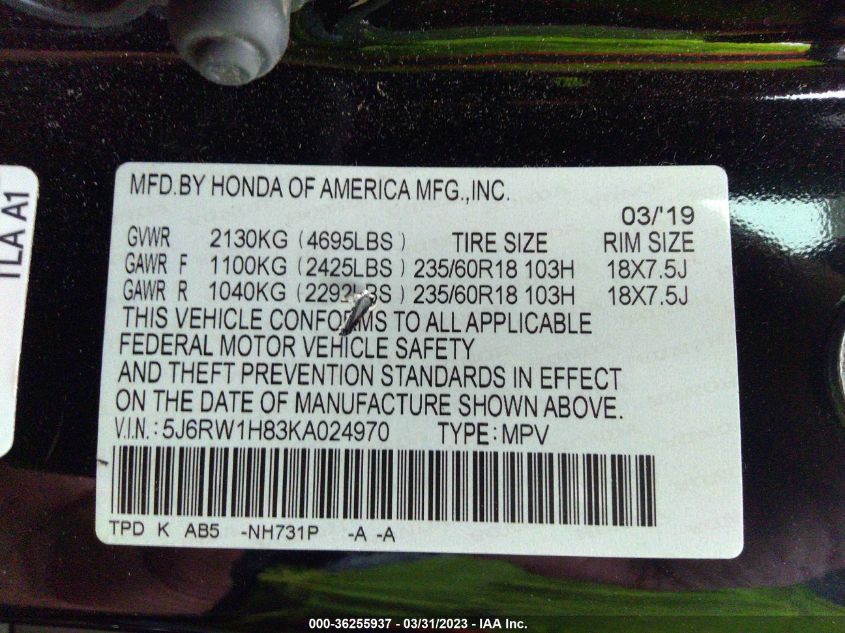 TLA A1
MFD.BY HONDA OF AMERICA MFG.,INC.
03/'19
GVWR 2130KG (4695LBS) TIRE SIZE RIM SIZE
GAWR F 1100KG (2425LBS) 235/60R18 103H 18X7.5J
GAWR R 1040KG (2292LBS) 235/60R18 103H 18X7.5J
THIS VEHICLE CONFORMS TO ALL APPLICABLE
FEDERAL MOTOR VEHICLE SAFETY
AND THEFT PREVENTION STANDARDS IN EFFECT
ON THE DATE OF MANUFACTURE SHOWN ABOVE.
V.I.N.: 5J6RW1H83KA024970 TYPE: MPV
TPD K AB5 -NH731P -A -A
000-36255937 - 03/31/2023 - IAA Inc.